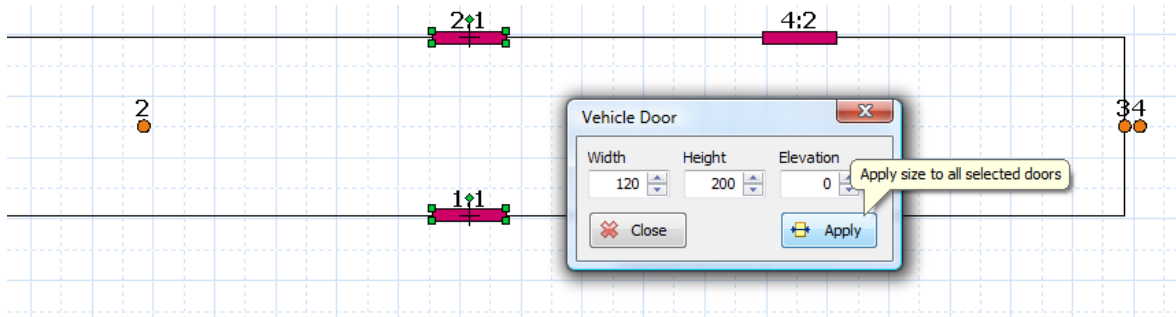 2:1
4:2
2
34
Vehicle Door
Width Height Elevation
120 200 0
Apply size to all selected doors
1:1
Close Apply